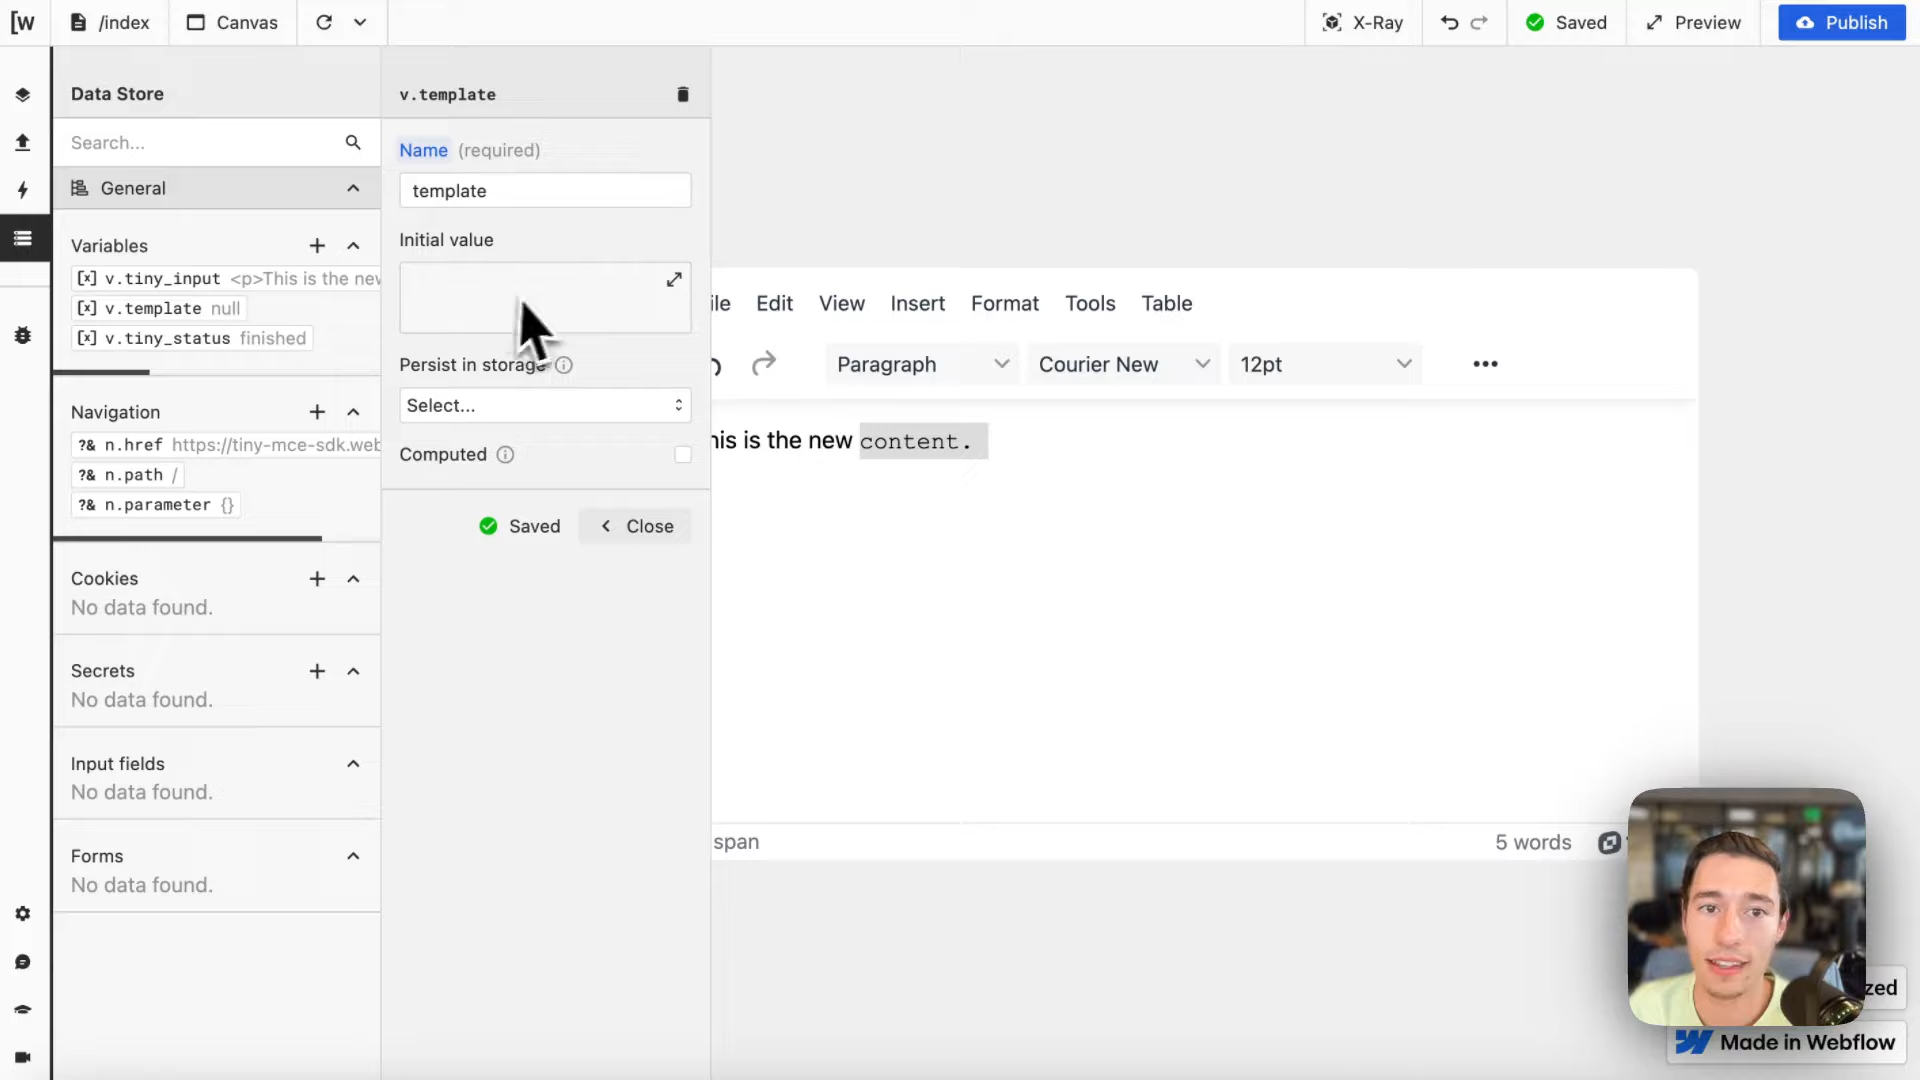 [w
/index
Canvas
X-Ray
Saved
Preview
Publish
Data Store
Search...
General
Variables
[x] v.tiny_input <p>This is the new
[x] v.template null
[x] v.tiny_status finished
Navigation
?& n.href https://tiny-mce-sdk.web
?& n.path /
?& n.parameter {}
Cookies
No data found.
Secrets
No data found.
Input fields
No data found.
Forms
No data found.
v.template
Name (required)
template
Initial value
Persist in storage
Select...
Computed
Saved
Close
ile Edit View Insert Format Tools Table
Paragraph Courier New 12pt
his is the new content.
span
5 words
zed
Made in Webflow